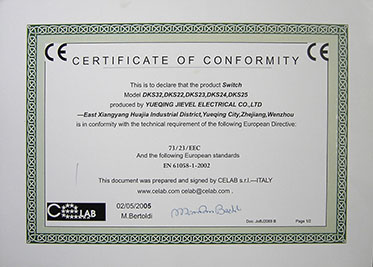 CE CERTIFICATE OF CONFORMITY CE
This is to declare that the product Switch
Model DKS32,DKS22,DKS23,DKS24,DKS25
produced by YUEQING JIEVEL ELECTRICAL CO.,LTD
—East Xiangyang Huajia Industrial District,Yueqing City,Zhejiang,Wenzhou
is in conformity with the technical requirement of the following European Directive:
73/23/EEC
And the following European standards
EN 61058-1-2002
This document was prepared and signed by CELAB s.r.l.—ITALY
www.celab.com celab@celab.com .
CELAB
02/05/2005
M.Bertoldi
Page 1/2